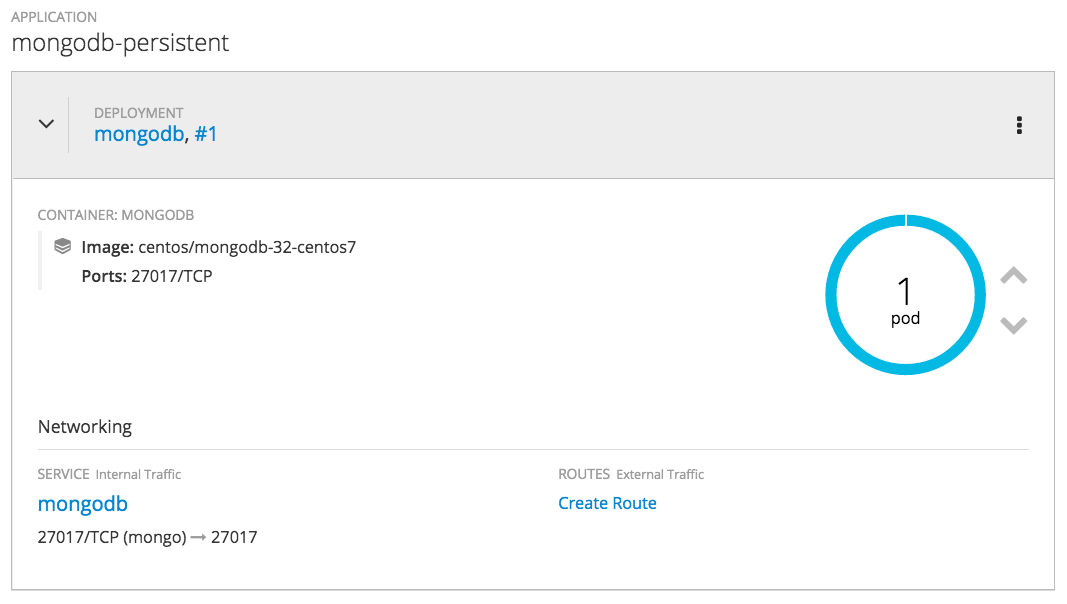 APPLICATION
mongodb-persistent
DEPLOYMENT
mongodb, #1
CONTAINER: MONGODB
Image: centos/mongodb-32-centos7
Ports: 27017/TCP
1
pod
Networking
SERVICE Internal Traffic
mongodb
27017/TCP (mongo) → 27017
ROUTES External Traffic
Create Route